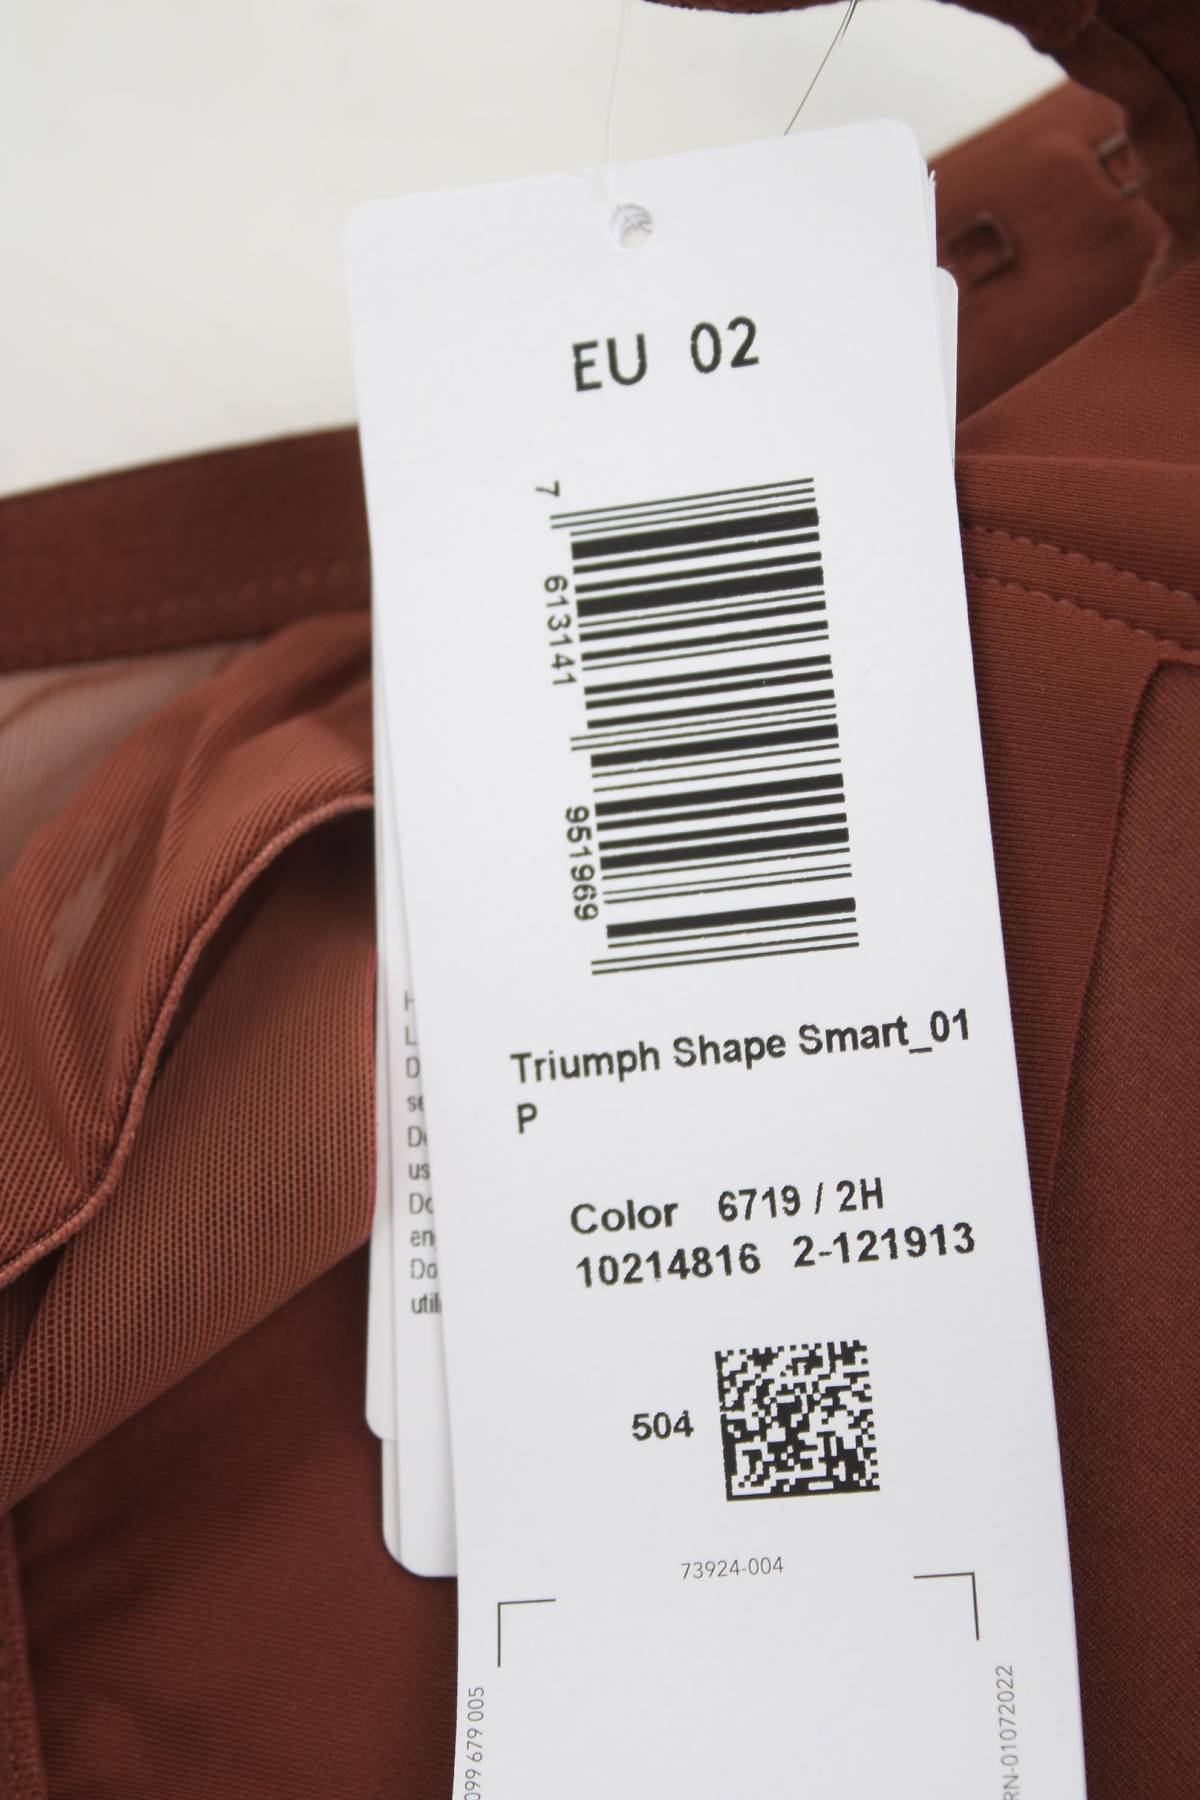 EU 02
7 613141 951969
Triumph Shape Smart_01
P
Color 6719 / 2H
10214816 2-121913
504
73924-004
099 679 005
RN-01072022